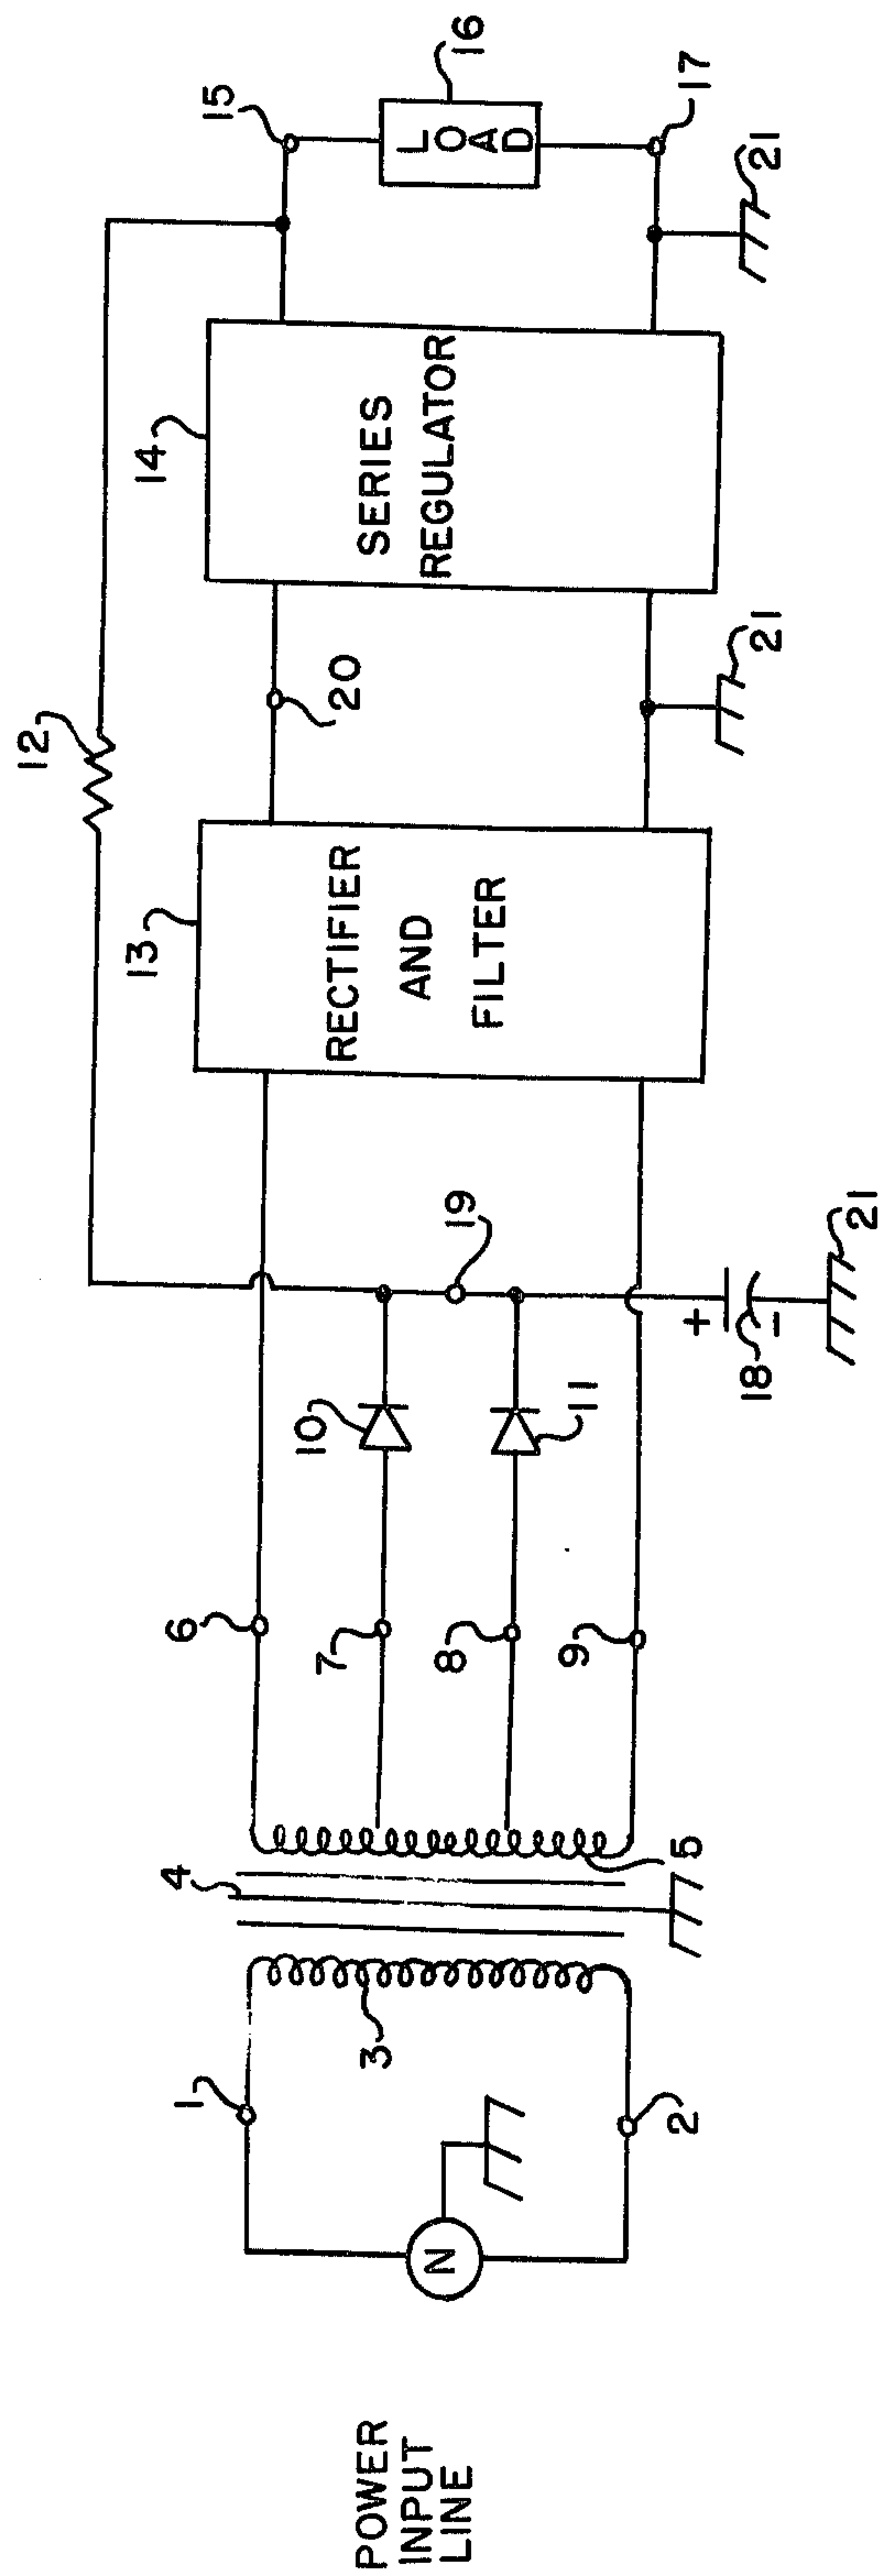 POWER
INPUT
LINE
N
1
2
3
4
5
6
7
8
9
10
11
19
18
+
−
21
12
13
RECTIFIER
AND
FILTER
20
21
14
SERIES
REGULATOR
15
LOAD
16
17
21